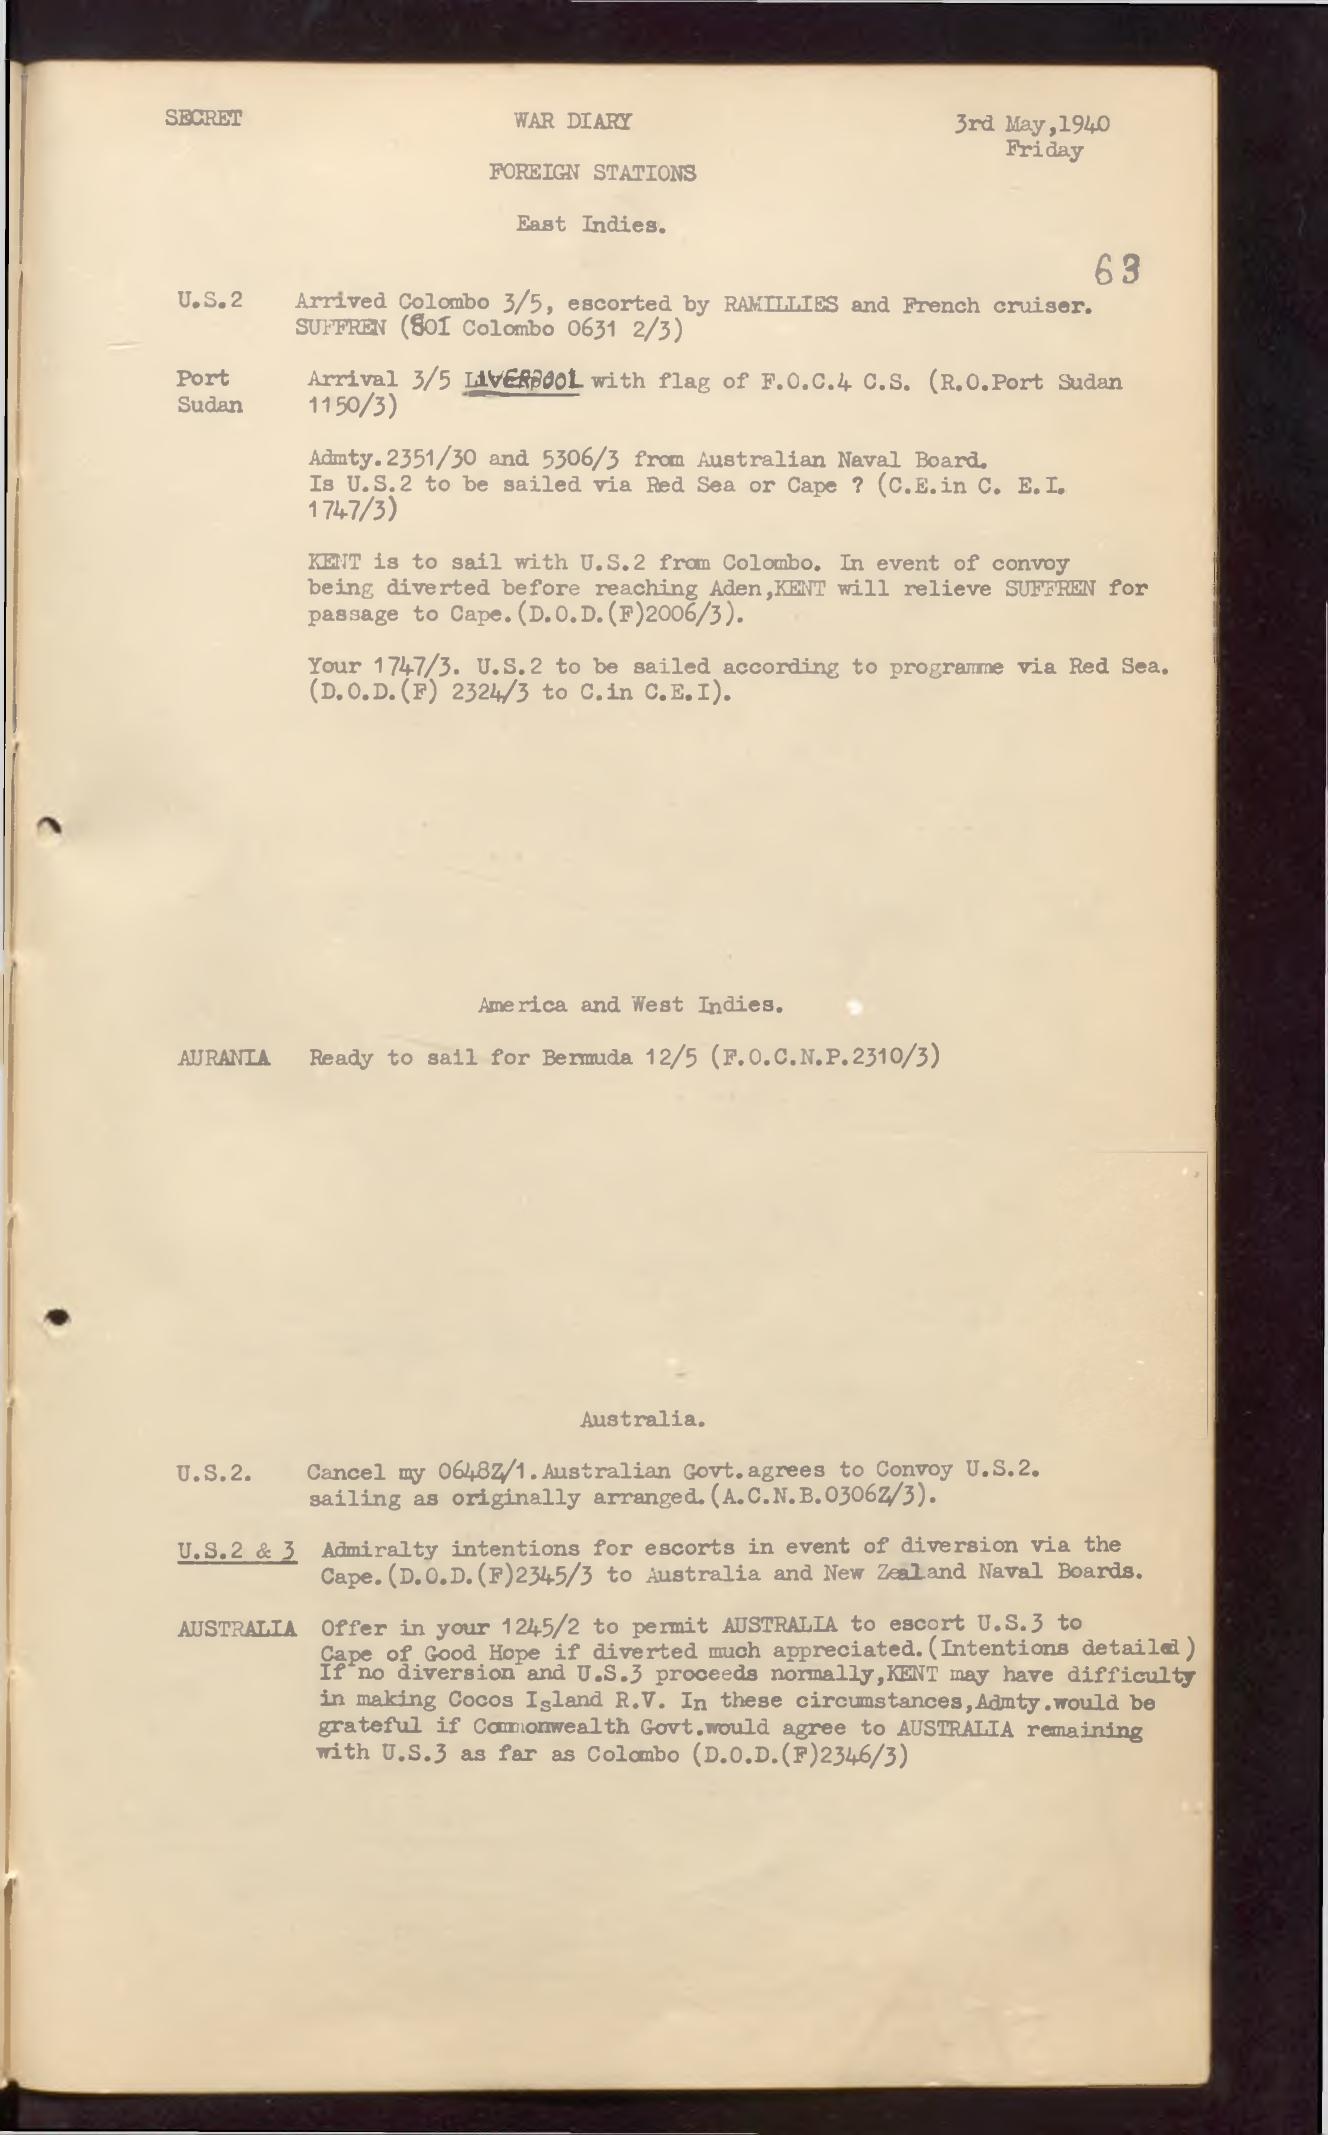 SECRET WAR DIARY 3rd May,1940
Friday
FOREIGN STATIONS
East Indies.
63
U.S.2 Arrived Colombo 3/5, escorted by RAMILLIES and French cruiser.
SUFFREN (SOI Colombo 0631 2/3)
Port Arrival 3/5 LIVERPOOL with flag of F.O.C.4 C.S. (R.O.Port Sudan
Sudan 1150/3)
Admty.2351/30 and 5306/3 from Australian Naval Board.
Is U.S.2 to be sailed via Red Sea or Cape ? (C.E.in C. E.I.
1747/3)
KENT is to sail with U.S.2 from Colombo. In event of convoy
being diverted before reaching Aden,KENT will relieve SUFFREN for
passage to Cape.(D.O.D.(F)2006/3).
Your 1747/3. U.S.2 to be sailed according to programme via Red Sea.
(D.O.D.(F) 2324/3 to C.in C.E.I).
America and West Indies.
AURANIA Ready to sail for Bermuda 12/5 (F.O.C.N.P.2310/3)
Australia.
U.S.2. Cancel my 0648Z/1.Australian Govt.agrees to Convoy U.S.2.
sailing as originally arranged.(A.C.N.B.0306Z/3).
U.S.2 & 3 Admiralty intentions for escorts in event of diversion via the
Cape.(D.O.D.(F)2345/3 to Australia and New Zealand Naval Boards.
AUSTRALIA Offer in your 1245/2 to permit AUSTRALIA to escort U.S.3 to
Cape of Good Hope if diverted much appreciated.(Intentions detailed)
If no diversion and U.S.3 proceeds normally,KENT may have difficulty
in making Cocos Island R.V. In these circumstances,Admty.would be
grateful if Commonwealth Govt.would agree to AUSTRALIA remaining
with U.S.3 as far as Colombo (D.O.D.(F)2346/3)